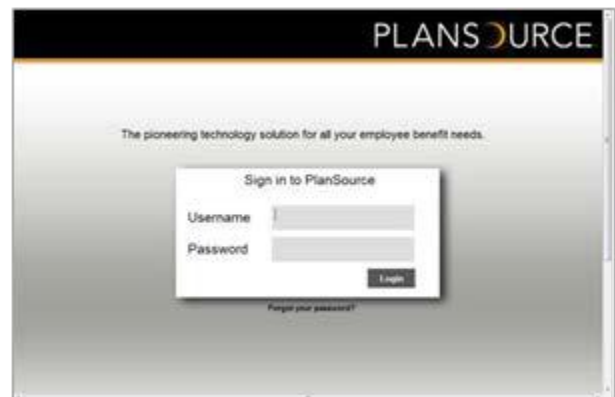 PLANSOURCE
The pioneering technology solution for all your employee benefit needs.
Sign in to PlanSource
Username
Password
Login
Forgot your password?